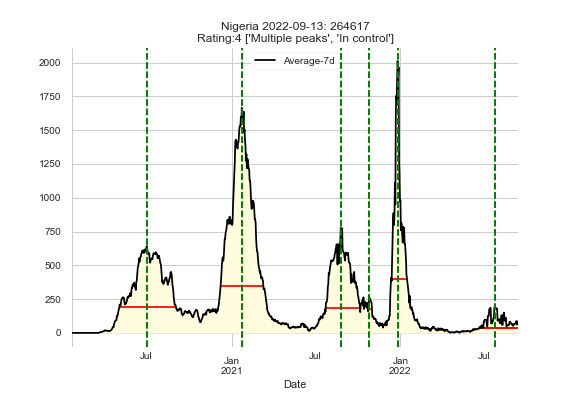 Nigeria 2022-09-13: 264617
Rating:4 ['Multiple peaks', 'In control']
Average-7d
2000
1750
1500
1250
1000
750
500
250
0
Jul
Jan
2021
Jul
Jan
2022
Jul
Date